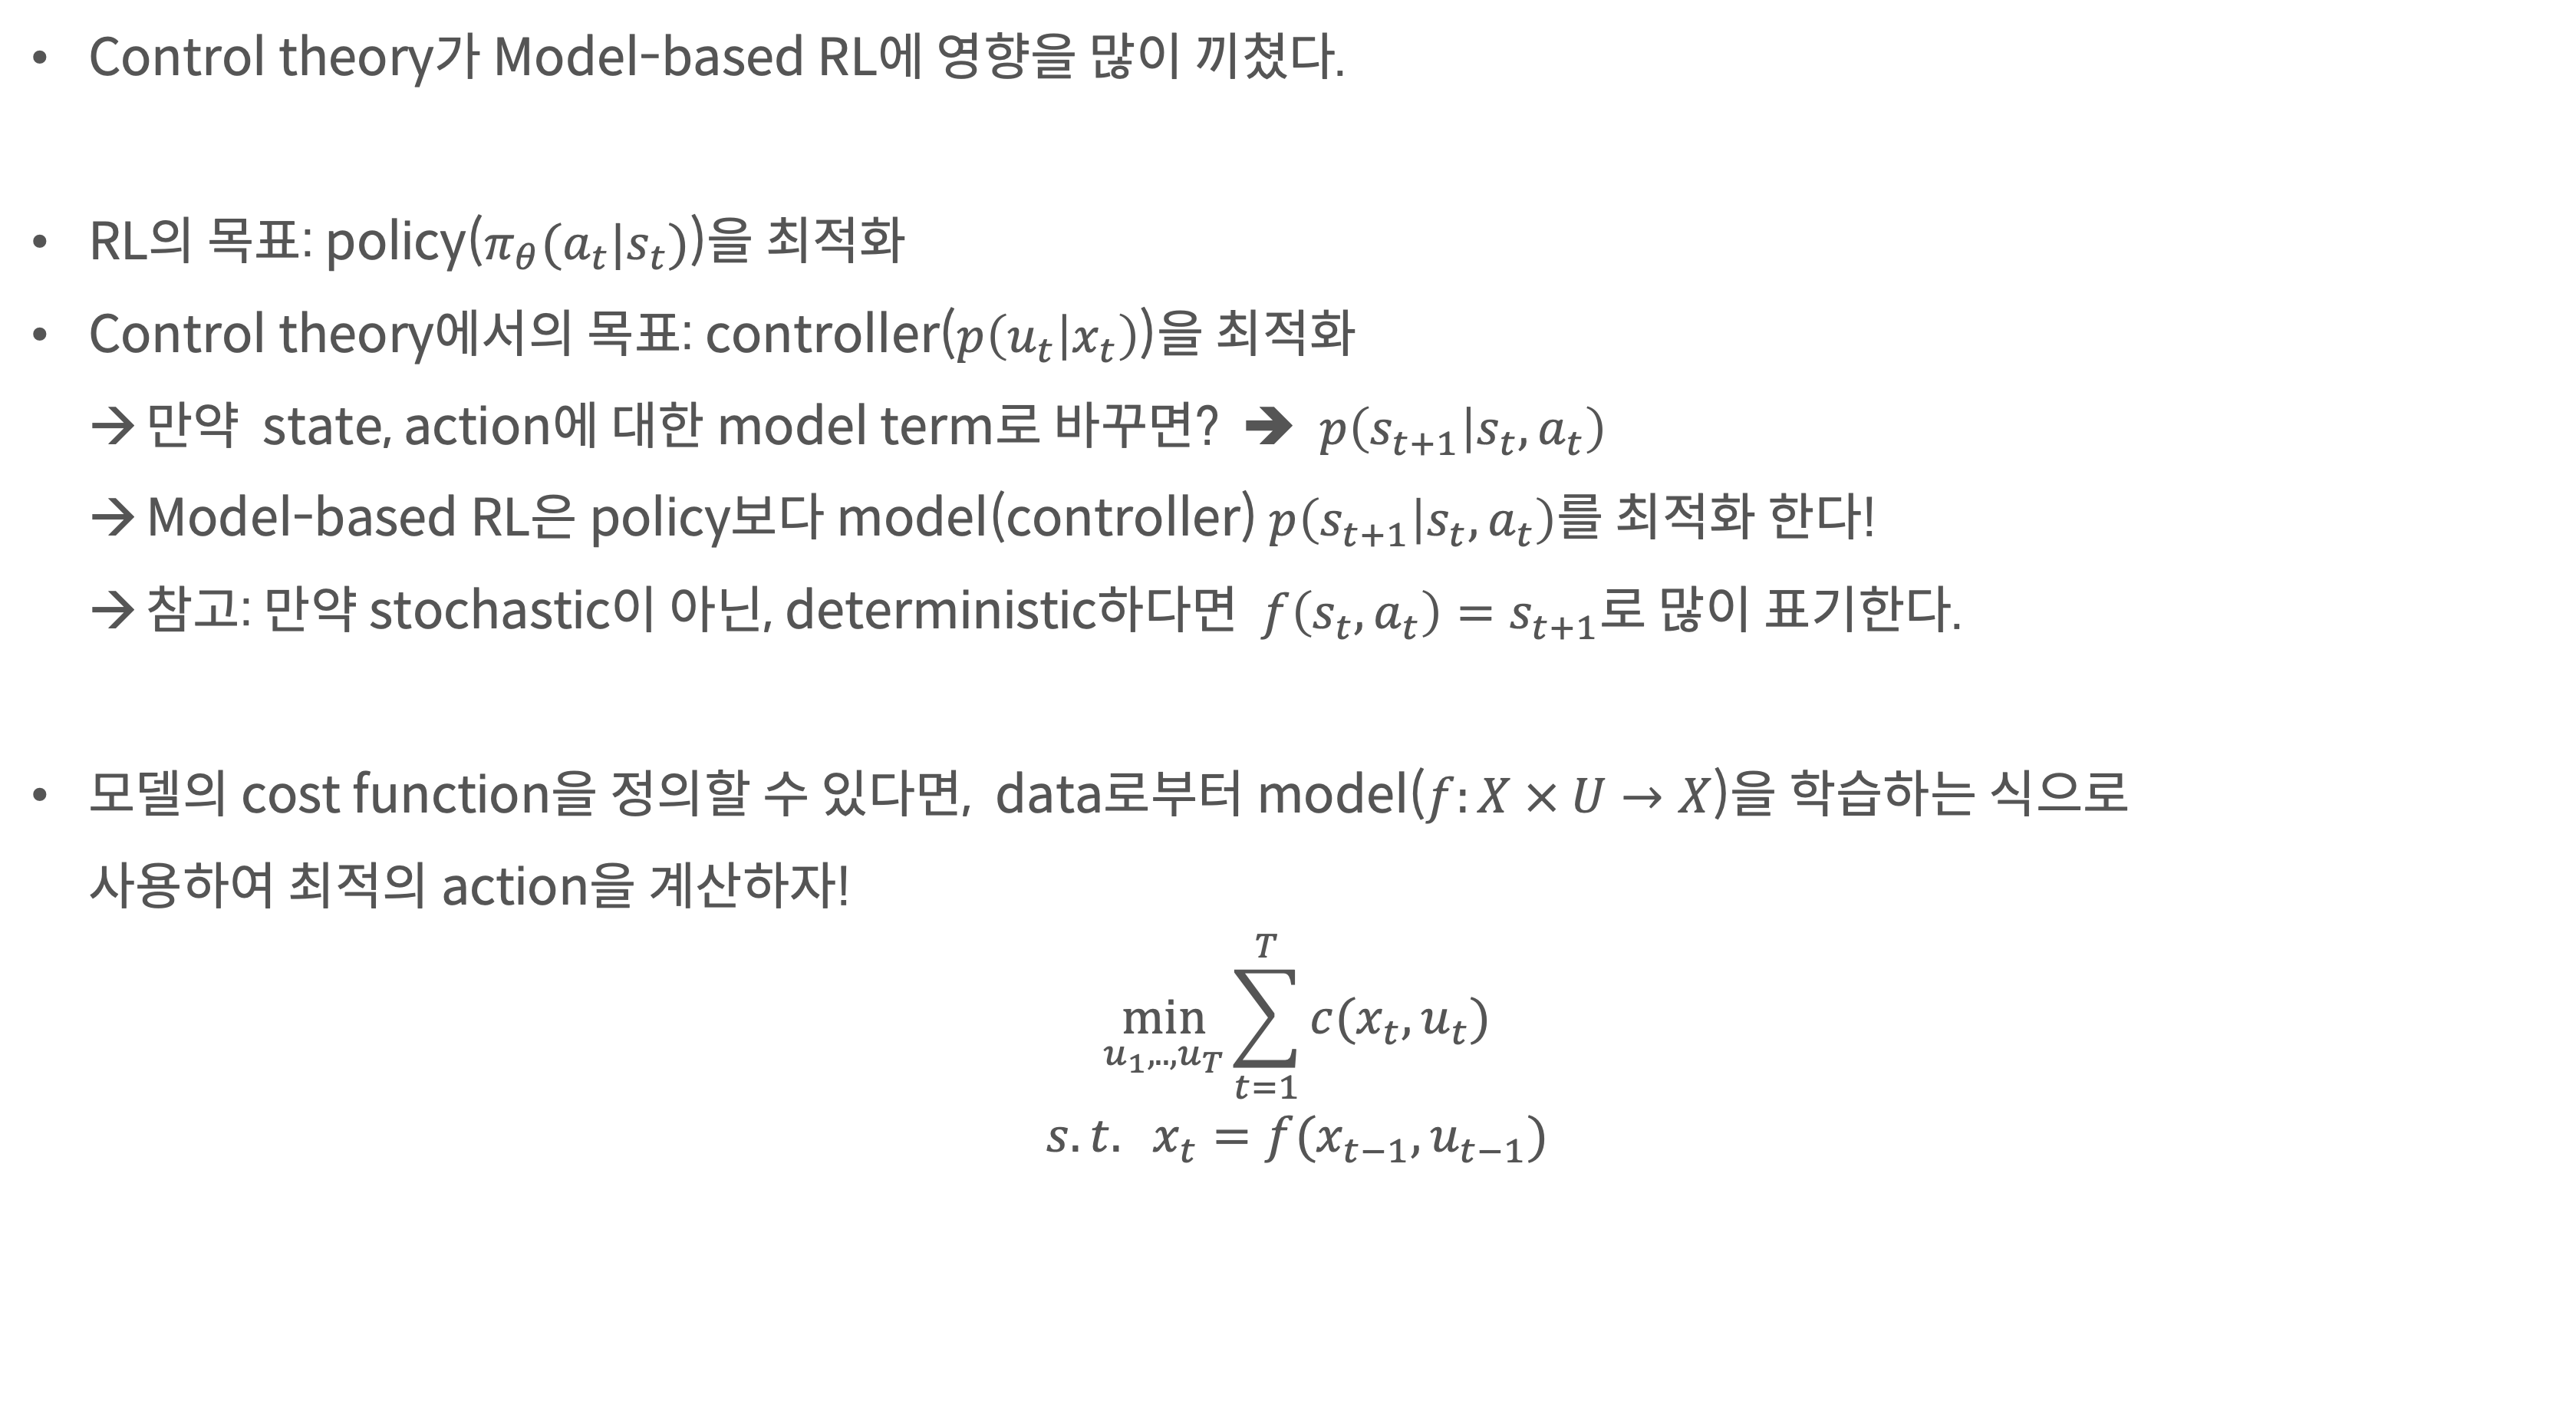 • Control theory가 Model-based RL에 영향을 많이 끼쳤다.
• RL의 목표: policy(π_θ(a_t|s_t))을 최적화
• Control theory에서의 목표: controller(p(u_t|x_t))을 최적화
→ 만약 state, action에 대한 model term로 바꾸면? ➔ p(s_{t+1}|s_t, a_t)
→ Model-based RL은 policy보다 model(controller) p(s_{t+1}|s_t, a_t)를 최적화 한다!
→ 참고: 만약 stochastic이 아닌, deterministic하다면 f(s_t, a_t) = s_{t+1}로 많이 표기한다.
• 모델의 cost function을 정의할 수 있다면, data로부터 model(f: X × U → X)을 학습하는 식으로
사용하여 최적의 action을 계산하자!
min_{u_1,..,u_T} ∑_{t=1}^{T} c(x_t, u_t)
s.t. x_t = f(x_{t-1}, u_{t-1})